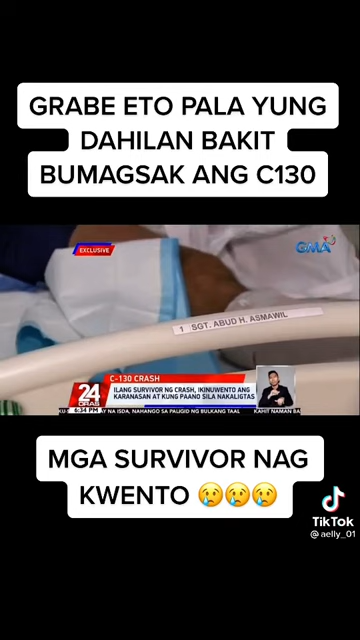 GRABE ETO PALA YUNG
DAHILAN BAKIT
BUMAGSAK ANG C130
EXCLUSIVE
GMA
1 SGT. ABUD H. ASMAWIL
C-130 CRASH
24 ORAS
ILANG SURVIVOR NG CRASH, IKINUWENTO ANG
KARANASAN AT KUNG PAANO SILA NAKALIGTAS
6:34 PM
AY NA ISDA, NAHANGO SA PALIGID NG BULKANG TAAL
KAHIT NAMAN BA
MGA SURVIVOR NAG
KWENTO 😢😢😢
TikTok
@aelly_01